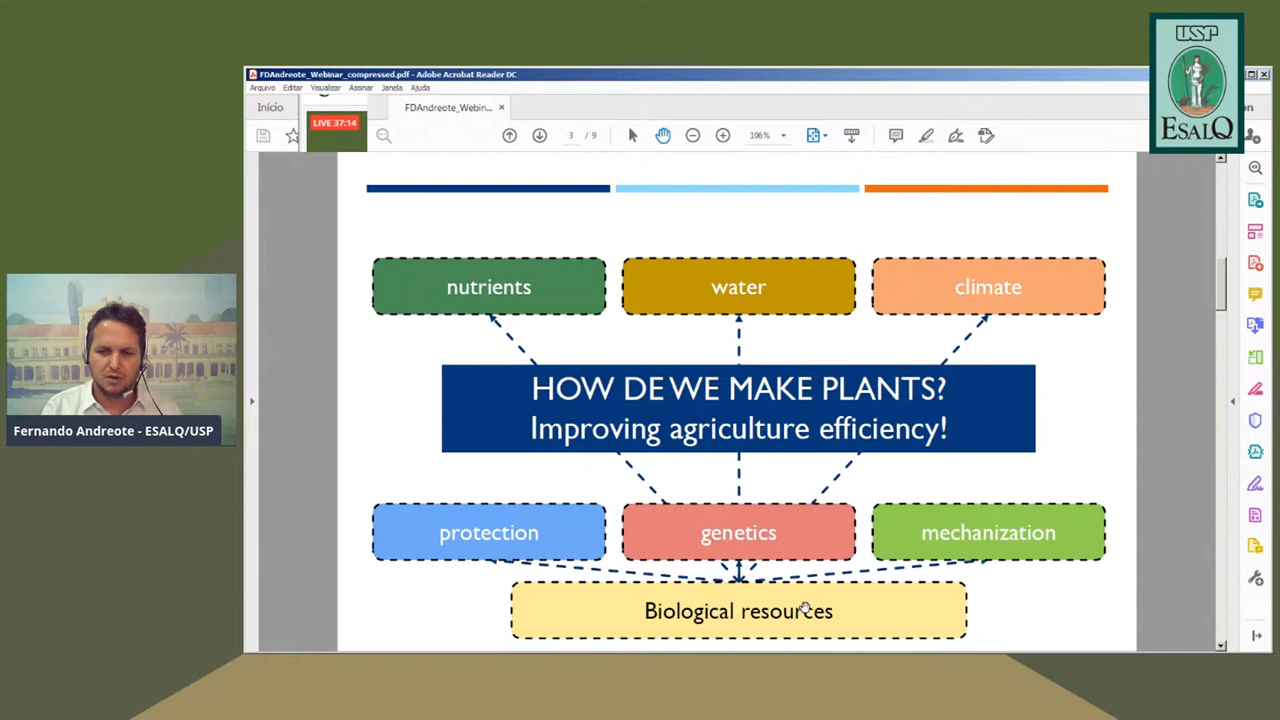 USP
ESALQ
FDAndreote_Webinar_compressed.pdf - Adobe Acrobat Reader DC
Arquivo Editar Visualizar Assinar Janela Ajuda
Início
FDAndreote_Webin... ×
on
LIVE 37:14
3 / 9
106%
nutrients
water
climate
HOW DE WE MAKE PLANTS?
Improving agriculture efficiency!
protection
genetics
mechanization
Biological resources
Fernando Andreote - ESALQ/USP